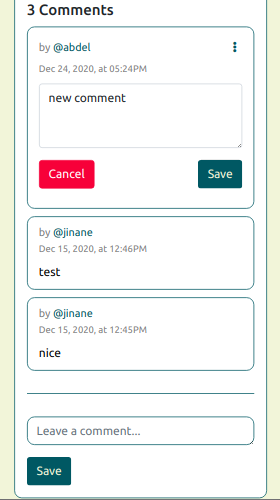 3 Comments
by @abdel
Dec 24, 2020, at 05:24PM
new comment
Cancel
Save
by @jinane
Dec 15, 2020, at 12:46PM
test
by @jinane
Dec 15, 2020, at 12:45PM
nice
Leave a comment...
Save